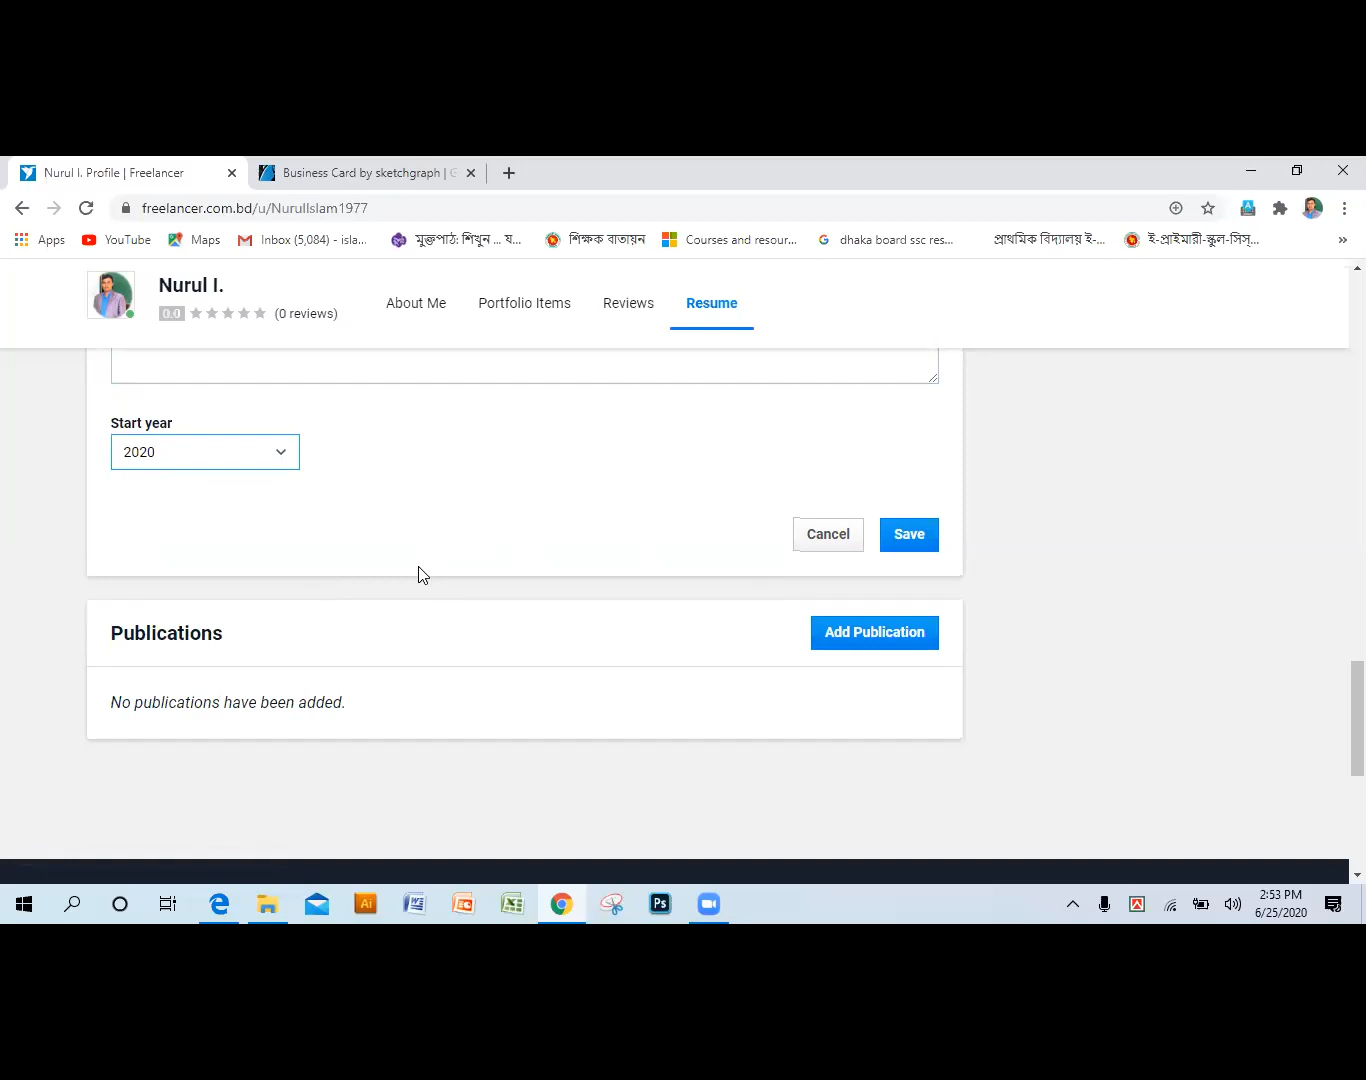 Nurul I. Profile | Freelancer
Business Card by sketchgraph | G
freelancer.com.bd/u/NurulIslam1977
Apps
YouTube
Maps
Inbox (5,084) - isla...
মুক্তপাঠ: শিখুন ... য...
শিক্ষক বাতায়ন
Courses and resour...
dhaka board ssc res...
প্রাথমিক বিদ্যালয় ই-...
ই-প্রাইমারী-স্কুল-সিস্...
»
Nurul I.
0.0
(0 reviews)
About Me
Portfolio Items
Reviews
Resume
Start year
2020
Cancel
Save
Publications
Add Publication
No publications have been added.
Ai
Ps
2:53 PM
6/25/2020